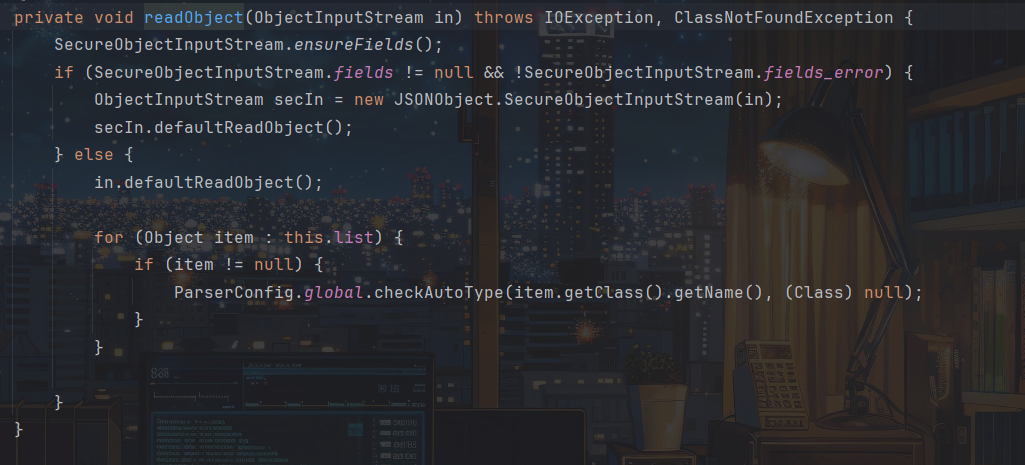 private void readObject(ObjectInputStream in) throws IOException, ClassNotFoundException {
    SecureObjectInputStream.ensureFields();
    if (SecureObjectInputStream.fields != null && !SecureObjectInputStream.fields_error) {
        ObjectInputStream secIn = new JSONObject.SecureObjectInputStream(in);
        secIn.defaultReadObject();
    } else {
        in.defaultReadObject();
        for (Object item : this.list) {
            if (item != null) {
                ParserConfig.global.checkAutoType(item.getClass().getName(), (Class) null);
            }
        }
    }
}